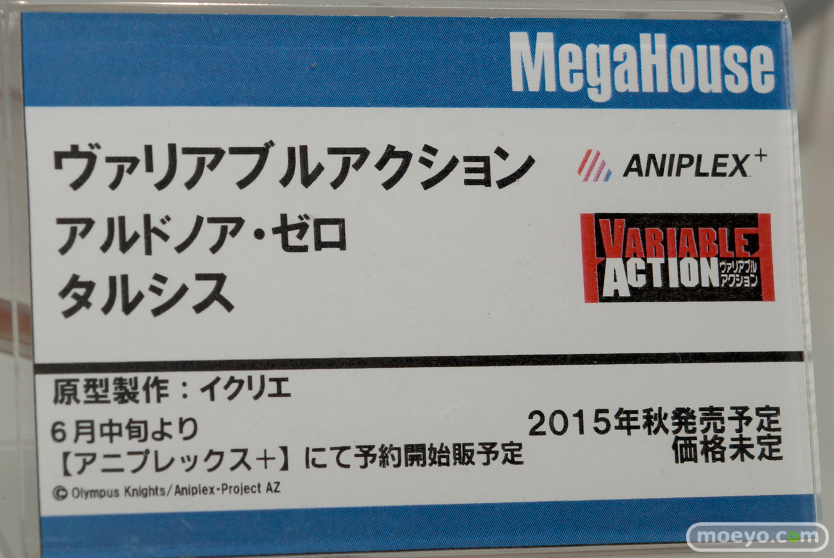 MegaHouse
ヴァリアブルアクション
ANIPLEX+
アルドノア・ゼロ
VARIABLE
ACTION ヴァリアブル
アクション
タルシス
原型製作：イクリエ
6月中旬より
【アニプレックス＋】にて予約開始販予定
2015年秋発売予定
価格未定
© Olympus Knights/Aniplex・Project AZ
moeyo.com